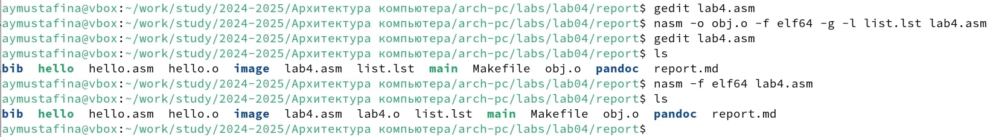 aymustafina@vbox:~/work/study/2024-2025/Архитектура компьютера/arch-pc/labs/lab04/report$ gedit lab4.asm
aymustafina@vbox:~/work/study/2024-2025/Архитектура компьютера/arch-pc/labs/lab04/report$ nasm -o obj.o -f elf64 -g -l list.lst lab4.asm
aymustafina@vbox:~/work/study/2024-2025/Архитектура компьютера/arch-pc/labs/lab04/report$ gedit lab4.asm
aymustafina@vbox:~/work/study/2024-2025/Архитектура компьютера/arch-pc/labs/lab04/report$ ls
bib  hello  hello.asm  hello.o  image  lab4.asm  list.lst  main  Makefile  obj.o  pandoc  report.md
aymustafina@vbox:~/work/study/2024-2025/Архитектура компьютера/arch-pc/labs/lab04/report$ nasm -f elf64 lab4.asm
aymustafina@vbox:~/work/study/2024-2025/Архитектура компьютера/arch-pc/labs/lab04/report$ ls
bib  hello  hello.asm  hello.o  image  lab4.asm  lab4.o  list.lst  main  Makefile  obj.o  pandoc  report.md
aymustafina@vbox:~/work/study/2024-2025/Архитектура компьютера/arch-pc/labs/lab04/report$